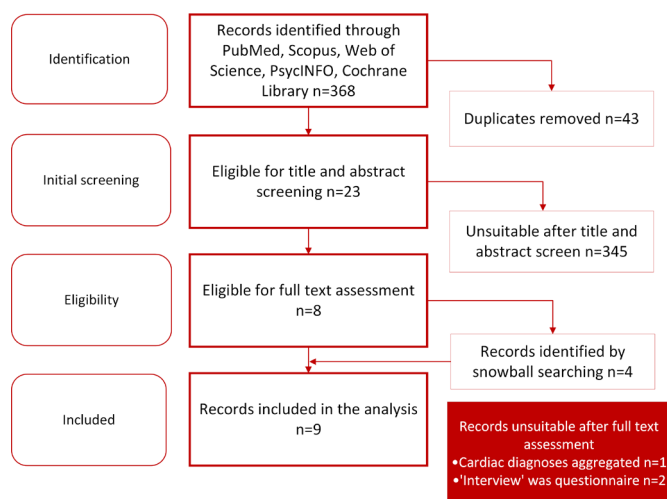 Identification
Records identified through
PubMed, Scopus, Web of
Science, PsycINFO, Cochrane
Library n=368
Duplicates removed n=43
Initial screening
Eligible for title and abstract
screening n=23
Unsuitable after title and
abstract screen n=345
Eligibility
Eligible for full text assessment
n=8
Records identified by
snowball searching n=4
Included
Records included in the analysis
n=9
Records unsuitable after full text
assessment
•Cardiac diagnoses aggregated n=1
•'Interview' was questionnaire n=2